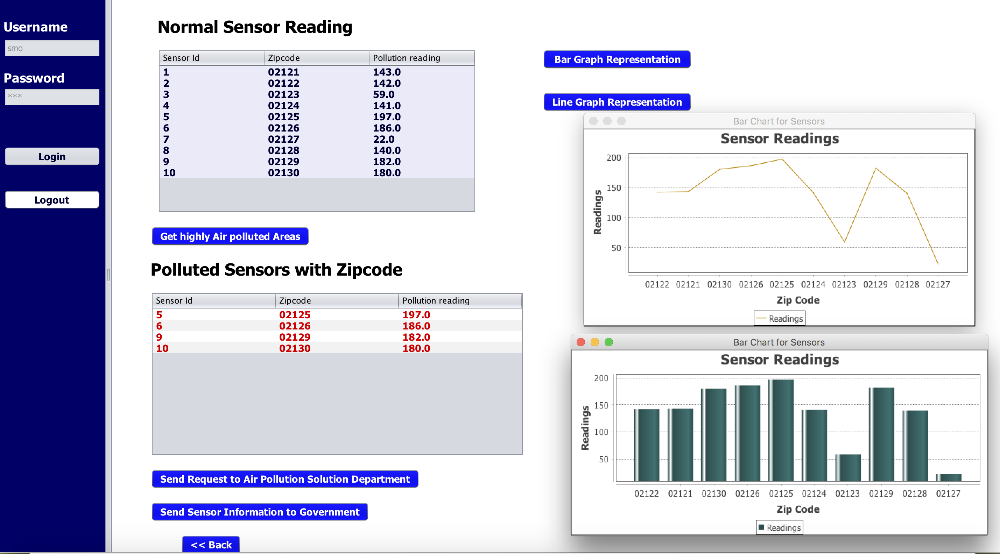 Username
smo
Password
***
Login
Logout
Normal Sensor Reading
Sensor Id Zipcode Pollution reading
1 02121 143.0
2 02122 142.0
3 02123 59.0
4 02124 141.0
5 02125 197.0
6 02126 186.0
7 02127 22.0
8 02128 140.0
9 02129 182.0
10 02130 180.0
Get highly Air polluted Areas
Polluted Sensors with Zipcode
Sensor Id Zipcode Pollution reading
5 02125 197.0
6 02126 186.0
9 02129 182.0
10 02130 180.0
Send Request to Air Pollution Solution Department
Send Sensor Information to Government
<< Back
Bar Graph Representation
Line Graph Representation
Bar Chart for Sensors
Sensor Readings
200
150
100
50
Readings
02122 02121 02130 02126 02125 02124 02123 02129 02128 02127
Zip Code
Readings
Bar Chart for Sensors
Sensor Readings
200
150
100
50
Readings
02122 02121 02130 02126 02125 02124 02123 02129 02128 02127
Zip Code
Readings